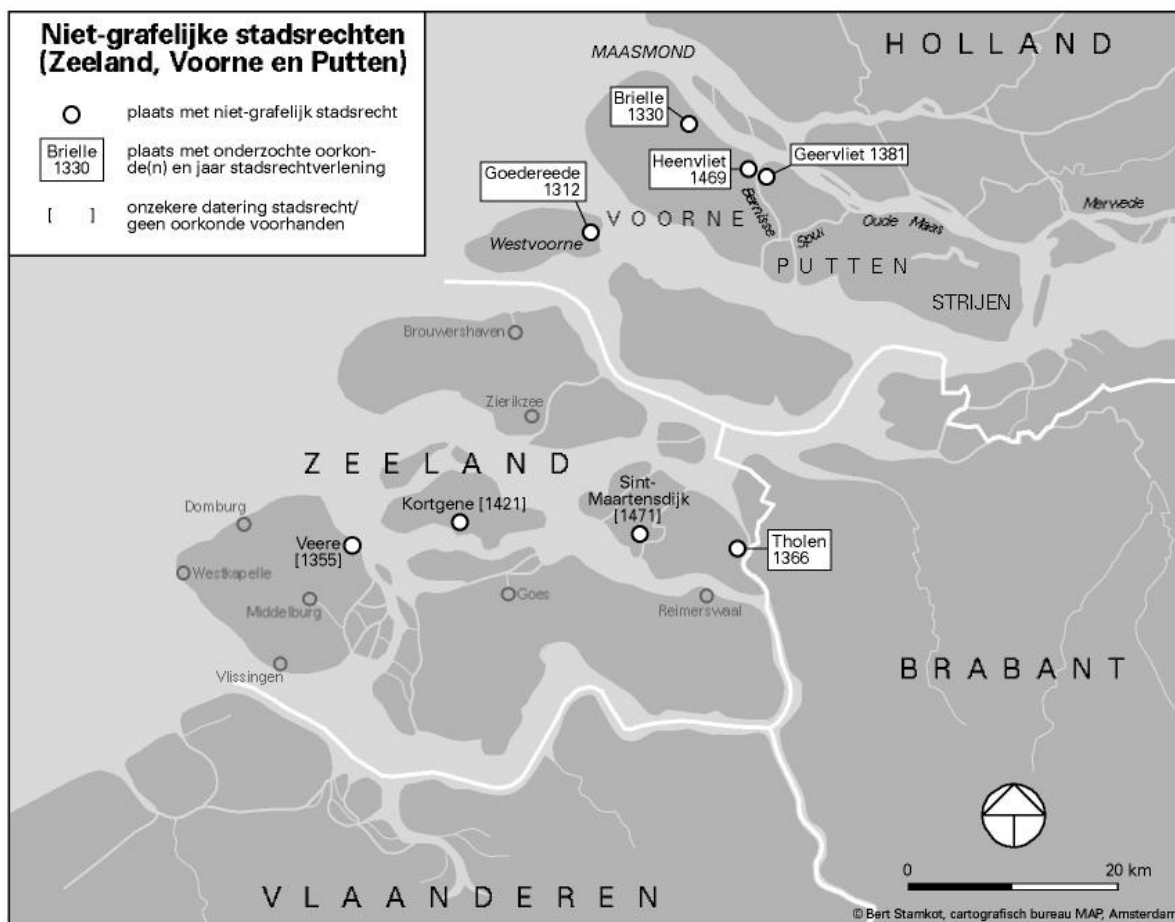 Niet-grafelijke stadsrechten
(Zeeland, Voorne en Putten)
plaats met niet-grafelijk stadsrecht
Brielle
1330
plaats met onderzochte oorkon-
de(n) en jaar stadsrechtverlening
[ ]
onzekere datering stadsrecht/
geen oorkonde voorhanden
HOLLAND
MAASMOND
Brielle
1330
Heenvliet
1469
Geervliet 1381
Goedereede
1312
VOORNE
Westvoorne
Bernisse
Spui
Oude Maas
Merwede
PUTTEN
STRIJEN
Brouwershaven
Zierikzee
ZEELAND
Kortgene [1421]
Sint-
Maartensdijk
[1471]
Domburg
Veere
[1355]
Tholen
1366
Westkapelle
Middelburg
Goes
Reimerswaal
Vlissingen
BRABANT
VLAANDEREN
0 20 km
© Bert Stamkot, cartografisch bureau MAP, Amsterdam